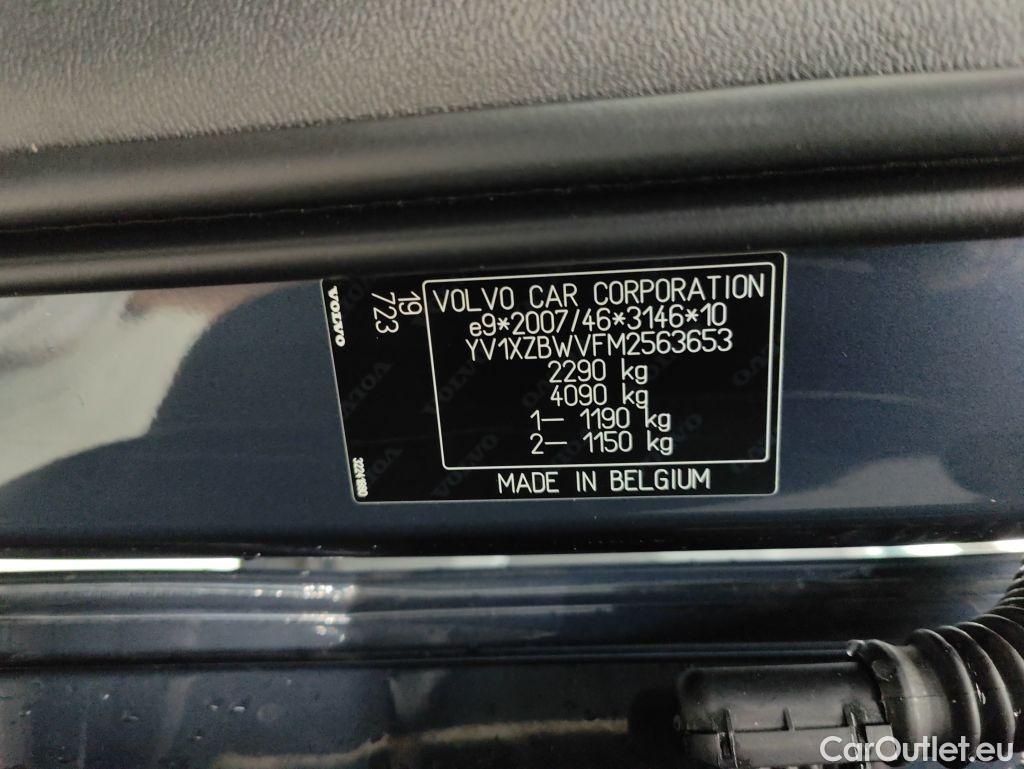 VOLVO CAR CORPORATION
e9*2007/46*3146*10
YV1XZBWVFM2563653
2290 kg
4090 kg
1– 1190 kg
2– 1150 kg
MADE IN BELGIUM
VOLVO
19
723
CarOutlet.eu